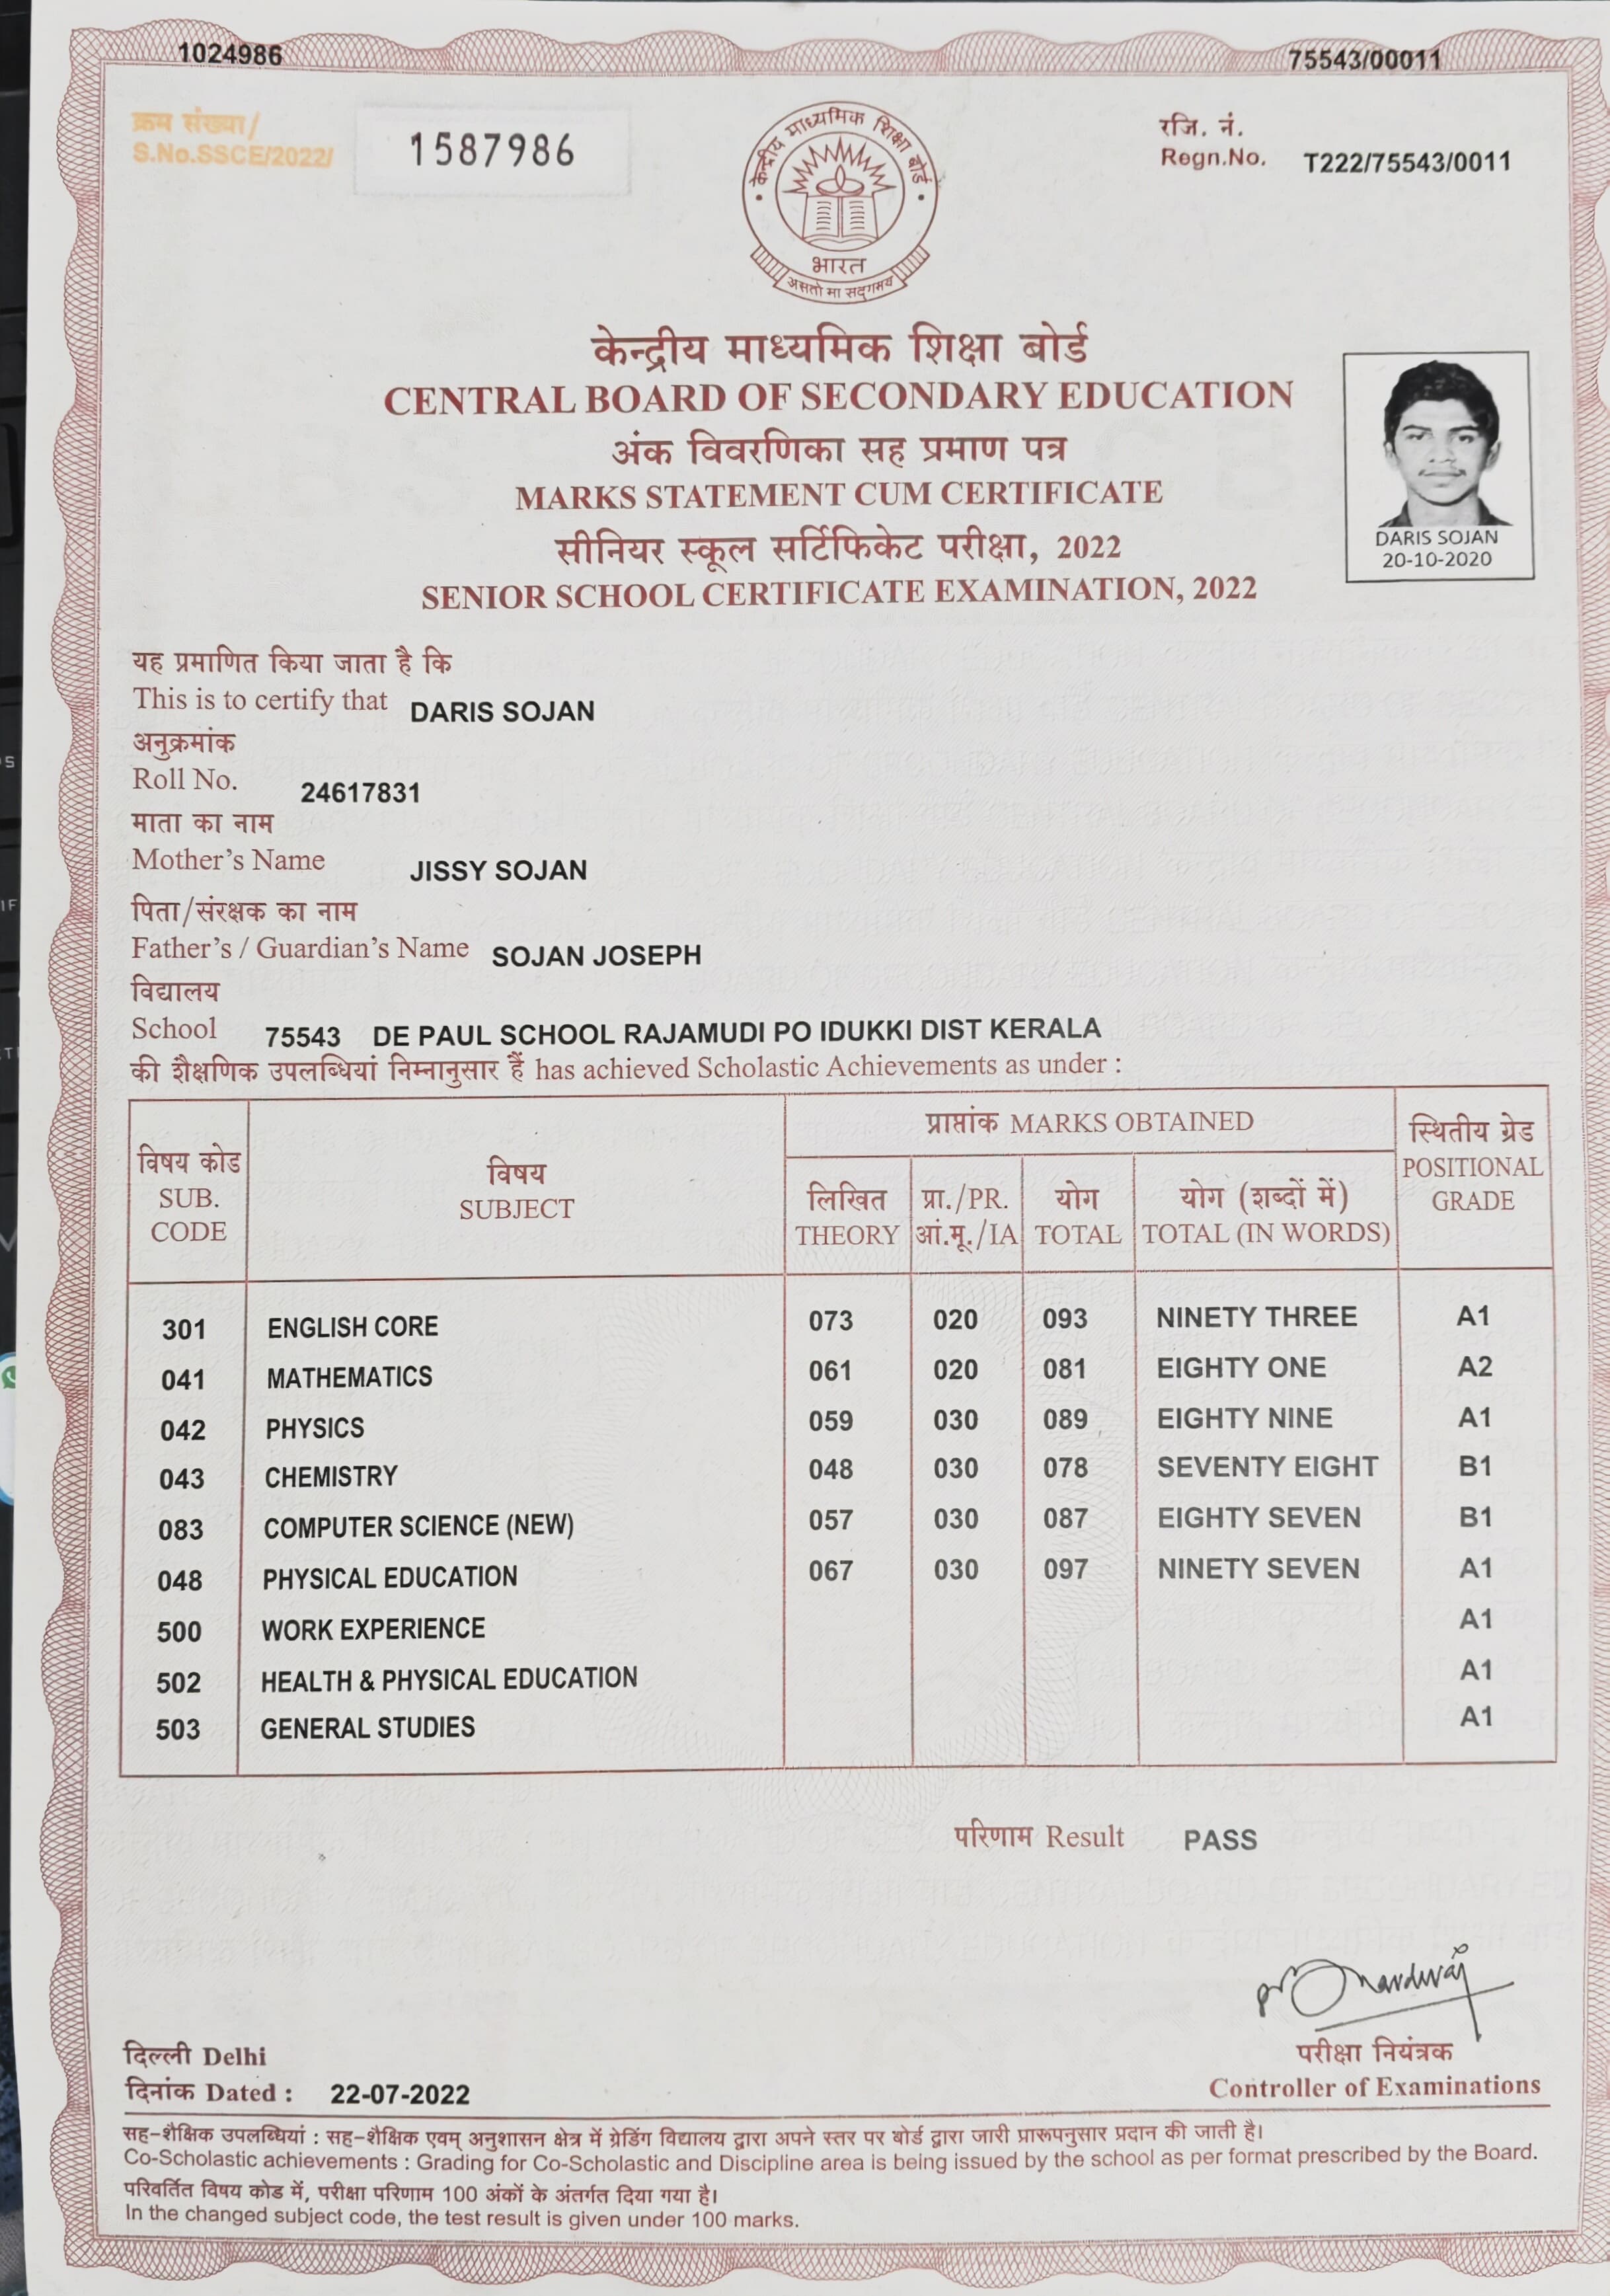 1024986
75543/00011
क्रम संख्या/
S.No.SSCE/2022/ 1587986
रजि. नं.
Regn.No. T222/75543/0011
केन्द्रीय माध्यमिक शिक्षा बोर्ड
भारत
असतो मा सद्गमय
केन्द्रीय माध्यमिक शिक्षा बोर्ड
CENTRAL BOARD OF SECONDARY EDUCATION
अंक विवरणिका सह प्रमाण पत्र
MARKS STATEMENT CUM CERTIFICATE
सीनियर स्कूल सर्टिफिकेट परीक्षा, 2022
SENIOR SCHOOL CERTIFICATE EXAMINATION, 2022
DARIS SOJAN
20-10-2020
यह प्रमाणित किया जाता है कि
This is to certify that DARIS SOJAN
अनुक्रमांक
Roll No. 24617831
माता का नाम
Mother's Name JISSY SOJAN
पिता/संरक्षक का नाम
Father's / Guardian's Name SOJAN JOSEPH
विद्यालय
School 75543 DE PAUL SCHOOL RAJAMUDI PO IDUKKI DIST KERALA
की शैक्षणिक उपलब्धियां निम्नानुसार हैं has achieved Scholastic Achievements as under :
विषय कोड
SUB.
CODE
विषय
SUBJECT
प्राप्तांक MARKS OBTAINED
लिखित
THEORY
प्रा./PR.
आं.मू./IA
योग
TOTAL
योग (शब्दों में)
TOTAL (IN WORDS)
स्थितीय ग्रेड
POSITIONAL
GRADE
301 ENGLISH CORE 073 020 093 NINETY THREE A1
041 MATHEMATICS 061 020 081 EIGHTY ONE A2
042 PHYSICS 059 030 089 EIGHTY NINE A1
043 CHEMISTRY 048 030 078 SEVENTY EIGHT B1
083 COMPUTER SCIENCE (NEW) 057 030 087 EIGHTY SEVEN B1
048 PHYSICAL EDUCATION 067 030 097 NINETY SEVEN A1
500 WORK EXPERIENCE A1
502 HEALTH & PHYSICAL EDUCATION A1
503 GENERAL STUDIES A1
परिणाम Result PASS
दिल्ली Delhi
दिनांक Dated : 22-07-2022
परीक्षा नियंत्रक
Controller of Examinations
सह-शैक्षिक उपलब्धियां : सह-शैक्षिक एवम् अनुशासन क्षेत्र में ग्रेडिंग विद्यालय द्वारा अपने स्तर पर बोर्ड द्वारा जारी प्रारूपनुसार प्रदान की जाती है।
Co-Scholastic achievements : Grading for Co-Scholastic and Discipline area is being issued by the school as per format prescribed by the Board.
परिवर्तित विषय कोड में, परीक्षा परिणाम 100 अंकों के अंतर्गत दिया गया है।
In the changed subject code, the test result is given under 100 marks.